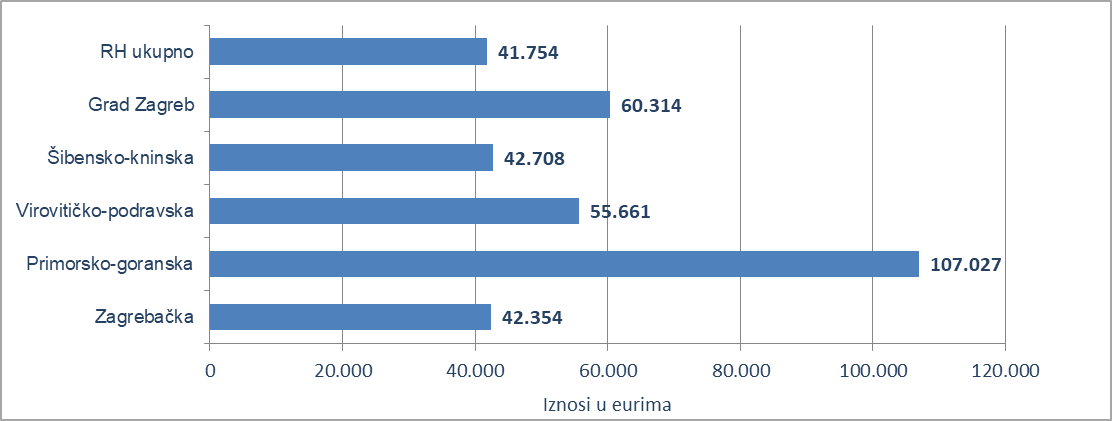 RH ukupno 41.754
Grad Zagreb 60.314
Šibensko-kninska 42.708
Virovitičko-podravska 55.661
Primorsko-goranska 107.027
Zagrebačka 42.354
0 20.000 40.000 60.000 80.000 100.000 120.000
Iznosi u eurima